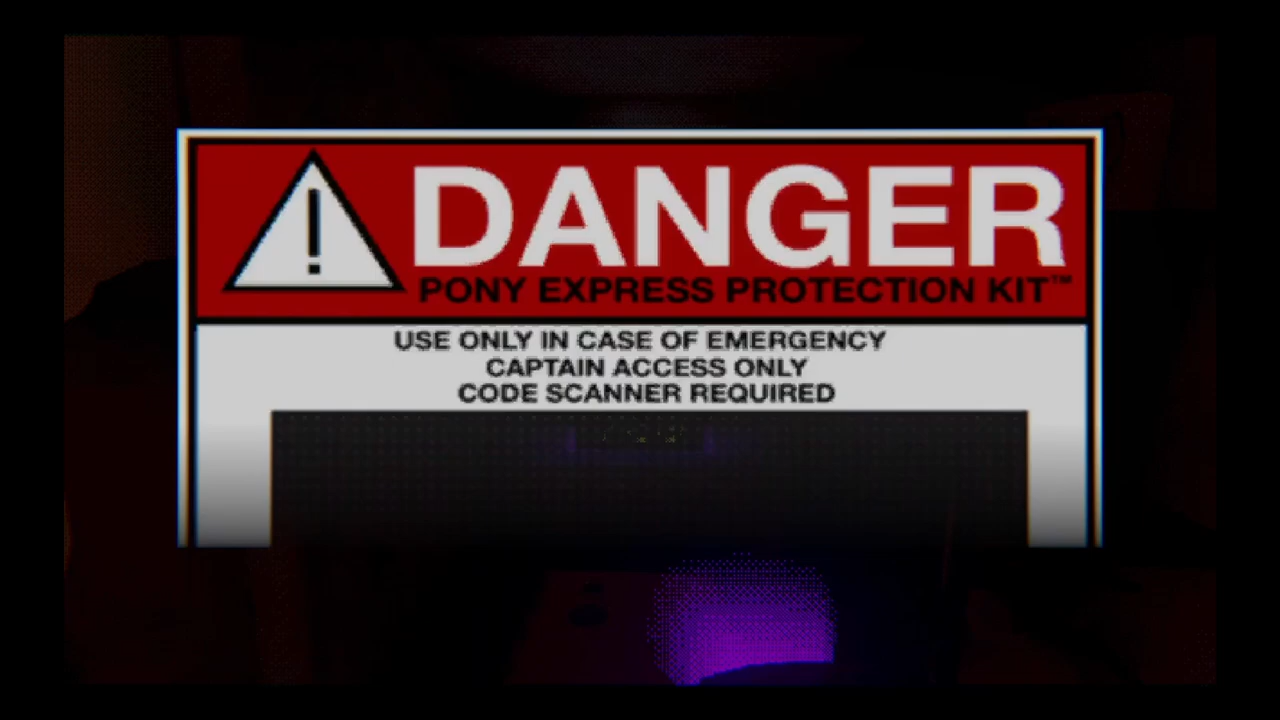 !
DANGER
PONY EXPRESS PROTECTION KIT™
USE ONLY IN CASE OF EMERGENCY
CAPTAIN ACCESS ONLY
CODE SCANNER REQUIRED